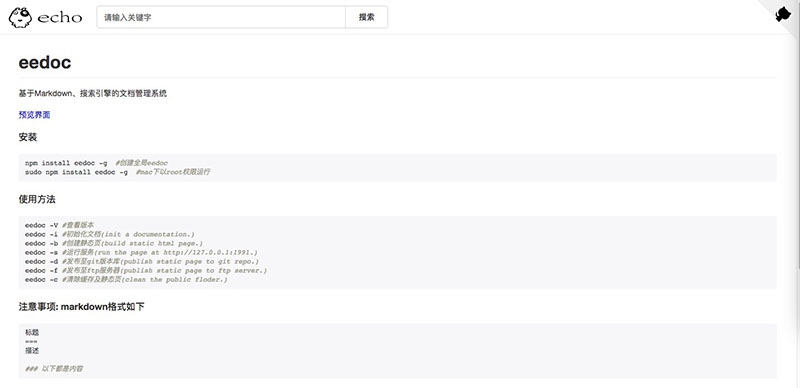 echo
请输入关键字
搜索
eedoc
基于Markdown、搜索引擎的文档管理系统
预览界面
安装
npm install eedoc -g #创建全局eedoc
sudo npm install eedoc -g #mac下以root权限运行
使用方法
eedoc -V #查看版本
eedoc -i #初始化文档(init a documentation.)
eedoc -b #创建静态页(build static html page.)
eedoc -s #运行服务(run the page at http://127.0.0.1:1991.)
eedoc -d #发布至git版本库(publish static page to git repo.)
eedoc -f #发布至ftp服务器(publish static page to ftp server.)
eedoc -c #清除缓存及静态页(clean the public floder.)
注意事项: markdown格式如下
标题
===
描述
### 以下都是内容